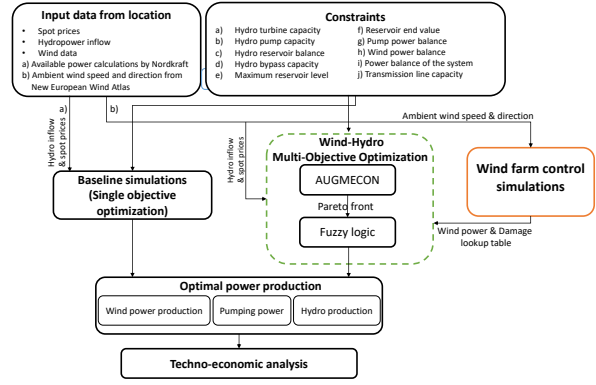 Input data from location
• Spot prices
• Hydropower inflow
• Wind data
a) Available power calculations by Nordkraft
b) Ambient wind speed and direction from
New European Wind Atlas
Constraints
a) Hydro turbine capacity
b) Hydro pump capacity
c) Hydro reservoir balance
d) Hydro bypass capacity
e) Maximum reservoir level
f) Reservoir end value
g) Pump power balance
h) Wind power balance
i) Power balance of the system
j) Transmission line capacity
a)
b)
Ambient wind speed & direction
Hydro inflow
& spot prices
Hydro inflow
& spot prices
Baseline simulations
(Single objective
optimization)
Wind-Hydro
Multi-Objective Optimization
AUGMECON
Pareto front
Fuzzy logic
Wind farm control
simulations
Wind power & Damage
lookup table
Optimal power production
Wind power production
Pumping power
Hydro production
Techno-economic analysis